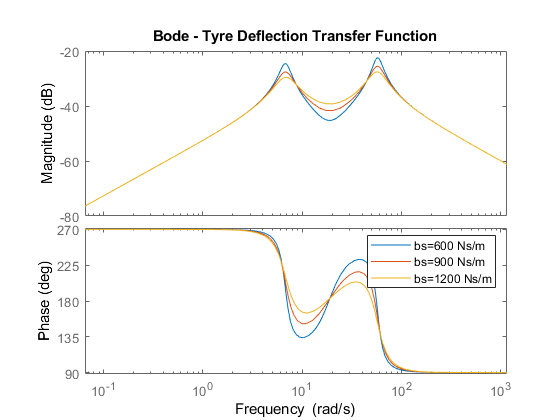 Bode - Tyre Deflection Transfer Function
Magnitude (dB)
-20
-40
-60
-80
Phase (deg)
270
225
180
135
90
bs=600 Ns/m
bs=900 Ns/m
bs=1200 Ns/m
10⁻¹ 10⁰ 10¹ 10² 10³
Frequency (rad/s)